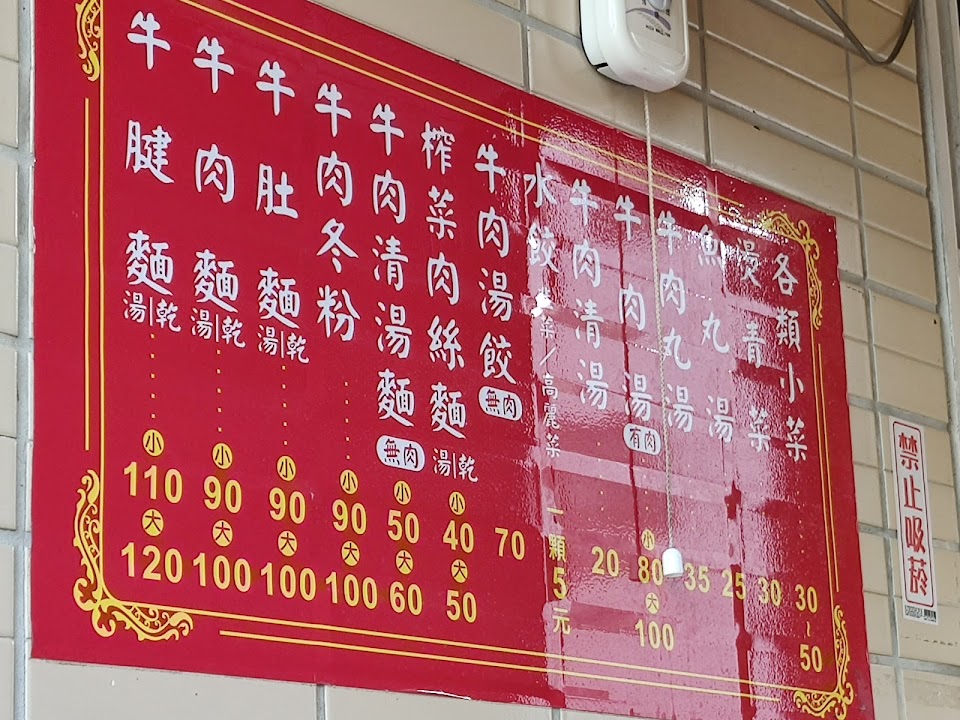 牛腱麵 湯|乾 小 110 大 120
牛肉麵 湯|乾 小 90 大 100
牛肚麵 湯|乾 小 90 大 100
牛肉冬粉 小 90 大 100
牛肉清湯麵 無肉 小 50 大 60
榨菜肉絲麵 湯|乾 小 40 大 50
牛肉湯餃 無肉 70
水餃 菜／高麗菜 一顆5元
牛肉清湯 20
牛肉湯 有肉 小 80 大 100
牛肉丸湯 35
魚丸湯 25
燙青菜 30
各類小菜 30~50
禁止吸菸